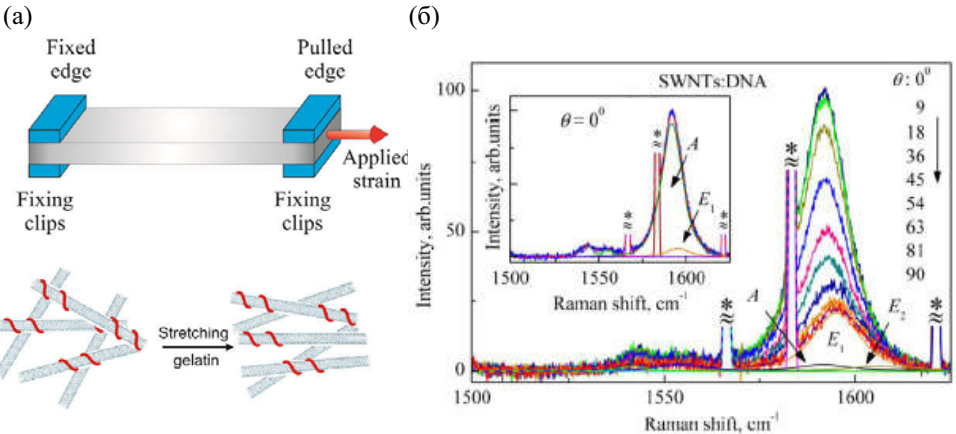 (а)
(б)
Fixed
edge
Pulled
edge
Applied
strain
Fixing
clips
Fixing
clips
Stretching
gelatin
SWNTs:DNA
θ: 0⁰
9
18
36
45
54
63
81
90
100
50
0
Intensity, arb.units
1500
1550
1600
Raman shift, cm⁻¹
A
E₁
E₂
*
*
*
θ = 0⁰
A
E₁
*
*
*
Intensity, arb.units
1500
1550
1600
Raman shift, cm⁻¹